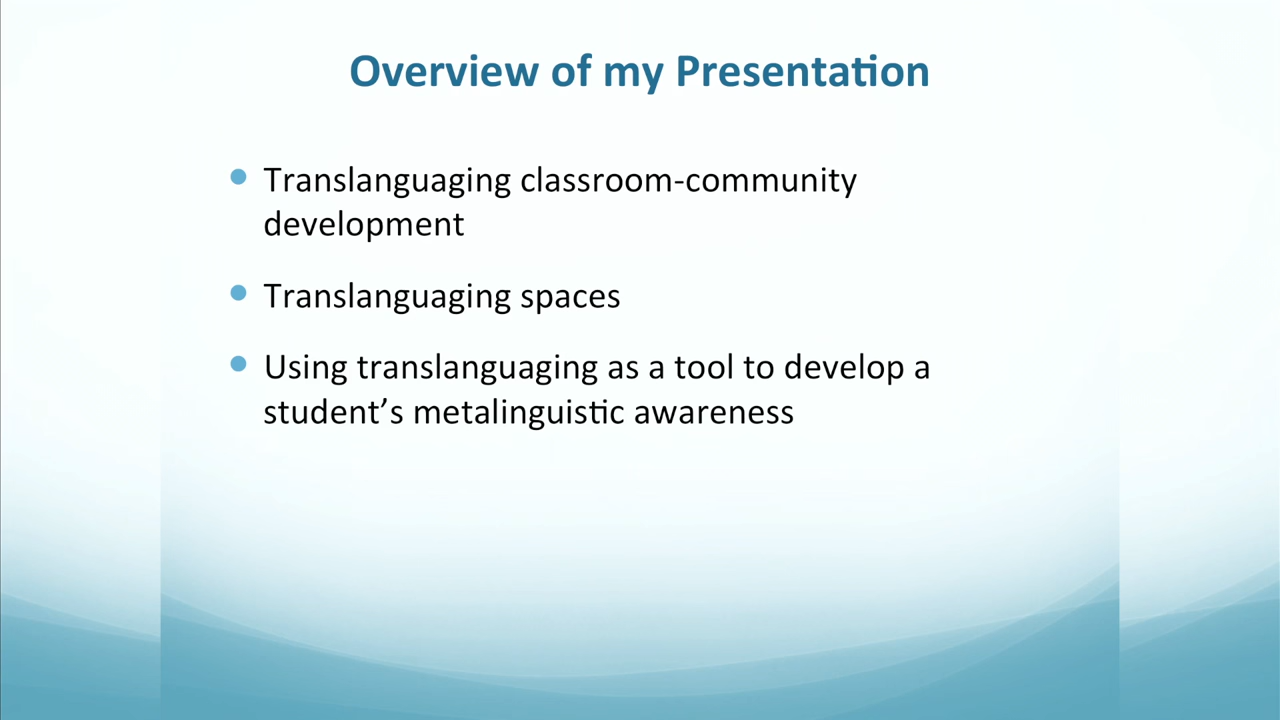 Overview of my Presentation
• Translanguaging classroom-community
development
• Translanguaging spaces
• Using translanguaging as a tool to develop a
student’s metalinguistic awareness